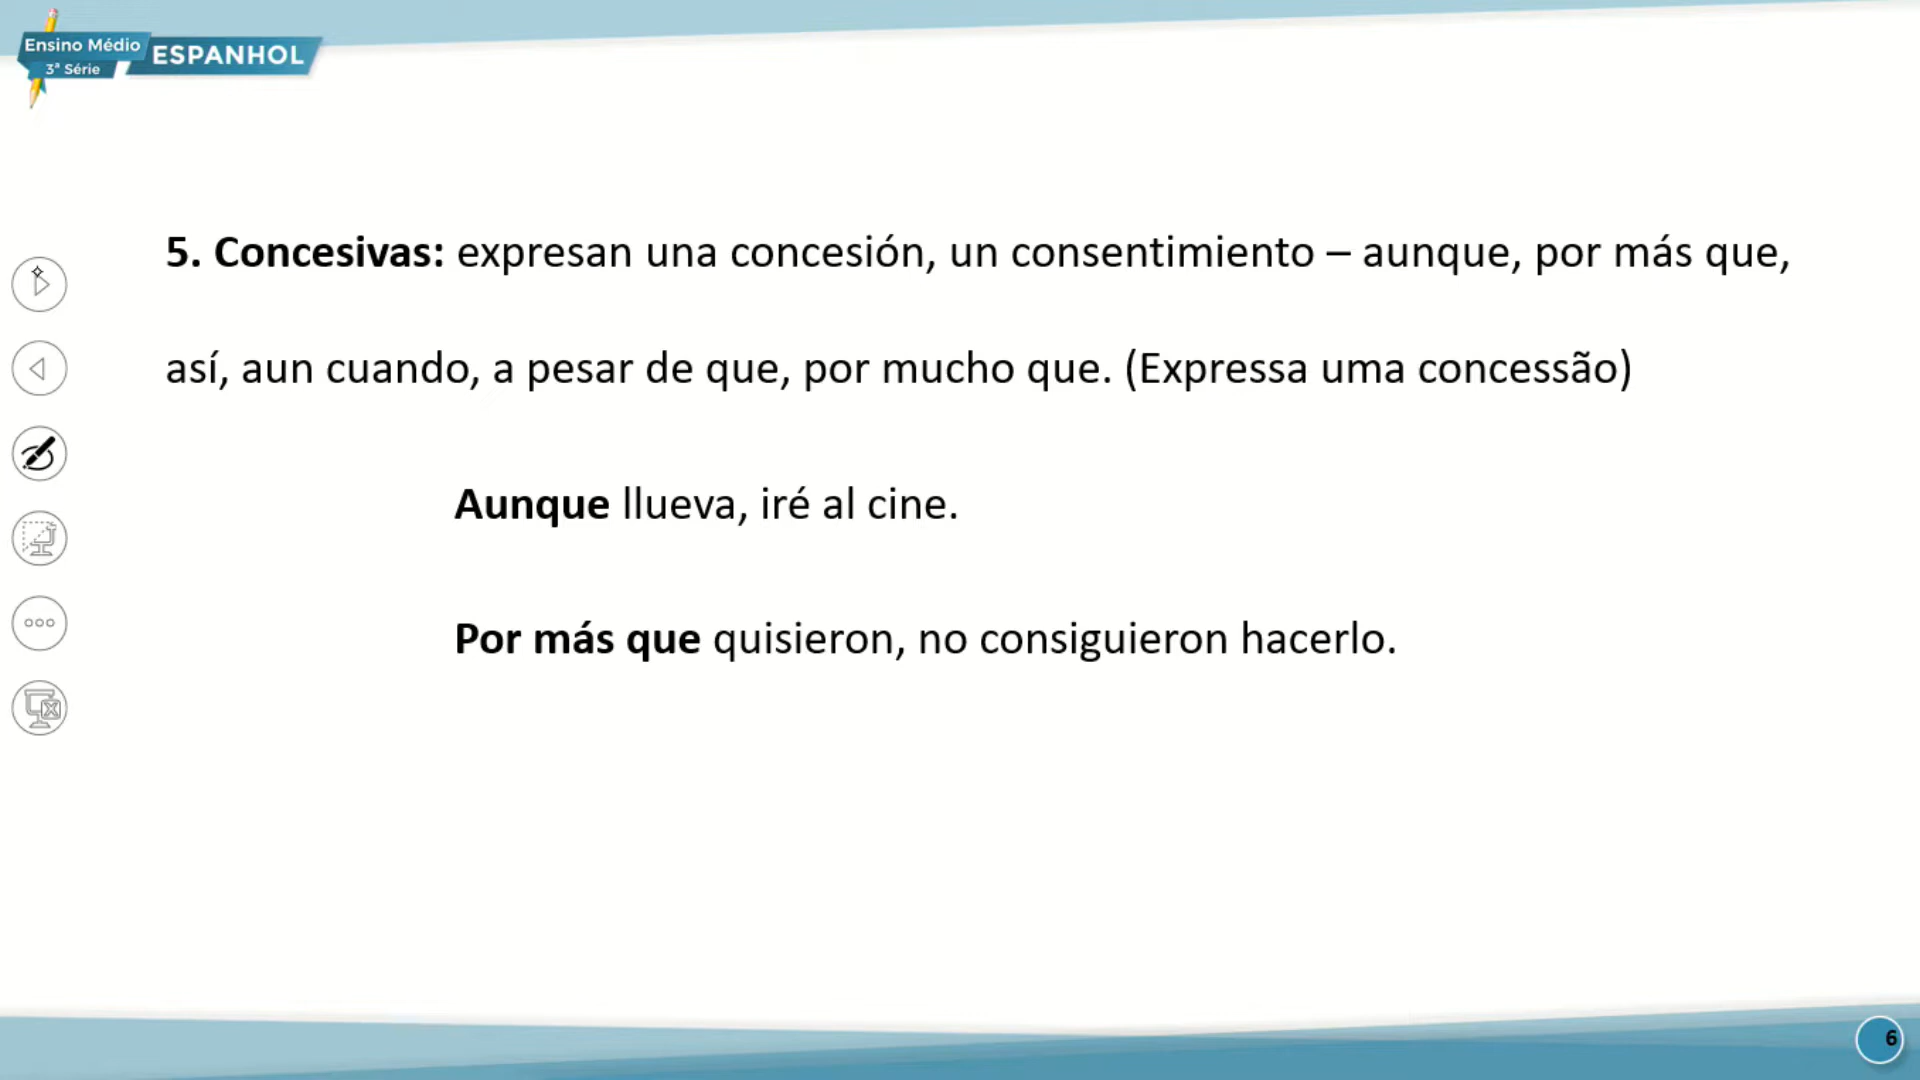 Ensino Médio
3ª Série
ESPANHOL
5. Concesivas: expresan una concesión, un consentimiento – aunque, por más que,
así, aun cuando, a pesar de que, por mucho que. (Expressa uma concessão)
Aunque llueva, iré al cine.
Por más que quisieron, no consiguieron hacerlo.
6